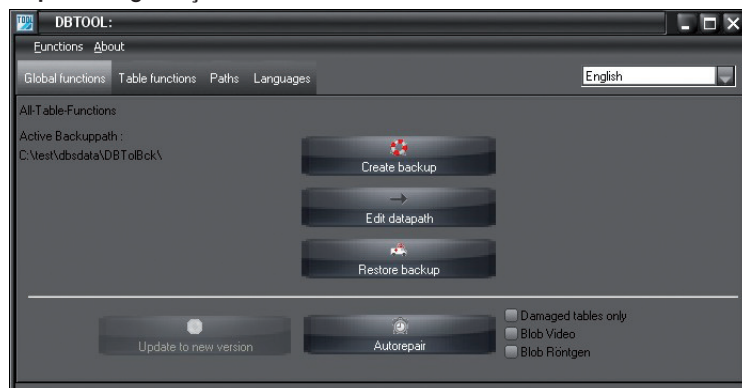 TOOL DBTOOL:
Functions About
Global functions Table functions Paths Languages English
All-Table-Functions
Active Backuppath :
C:\test\dbsdata\DBTolBck\
Create backup
Edit datapath
Restore backup
Damaged tables only
Blob Video
Blob Röntgen
Update to new version
Autorepair